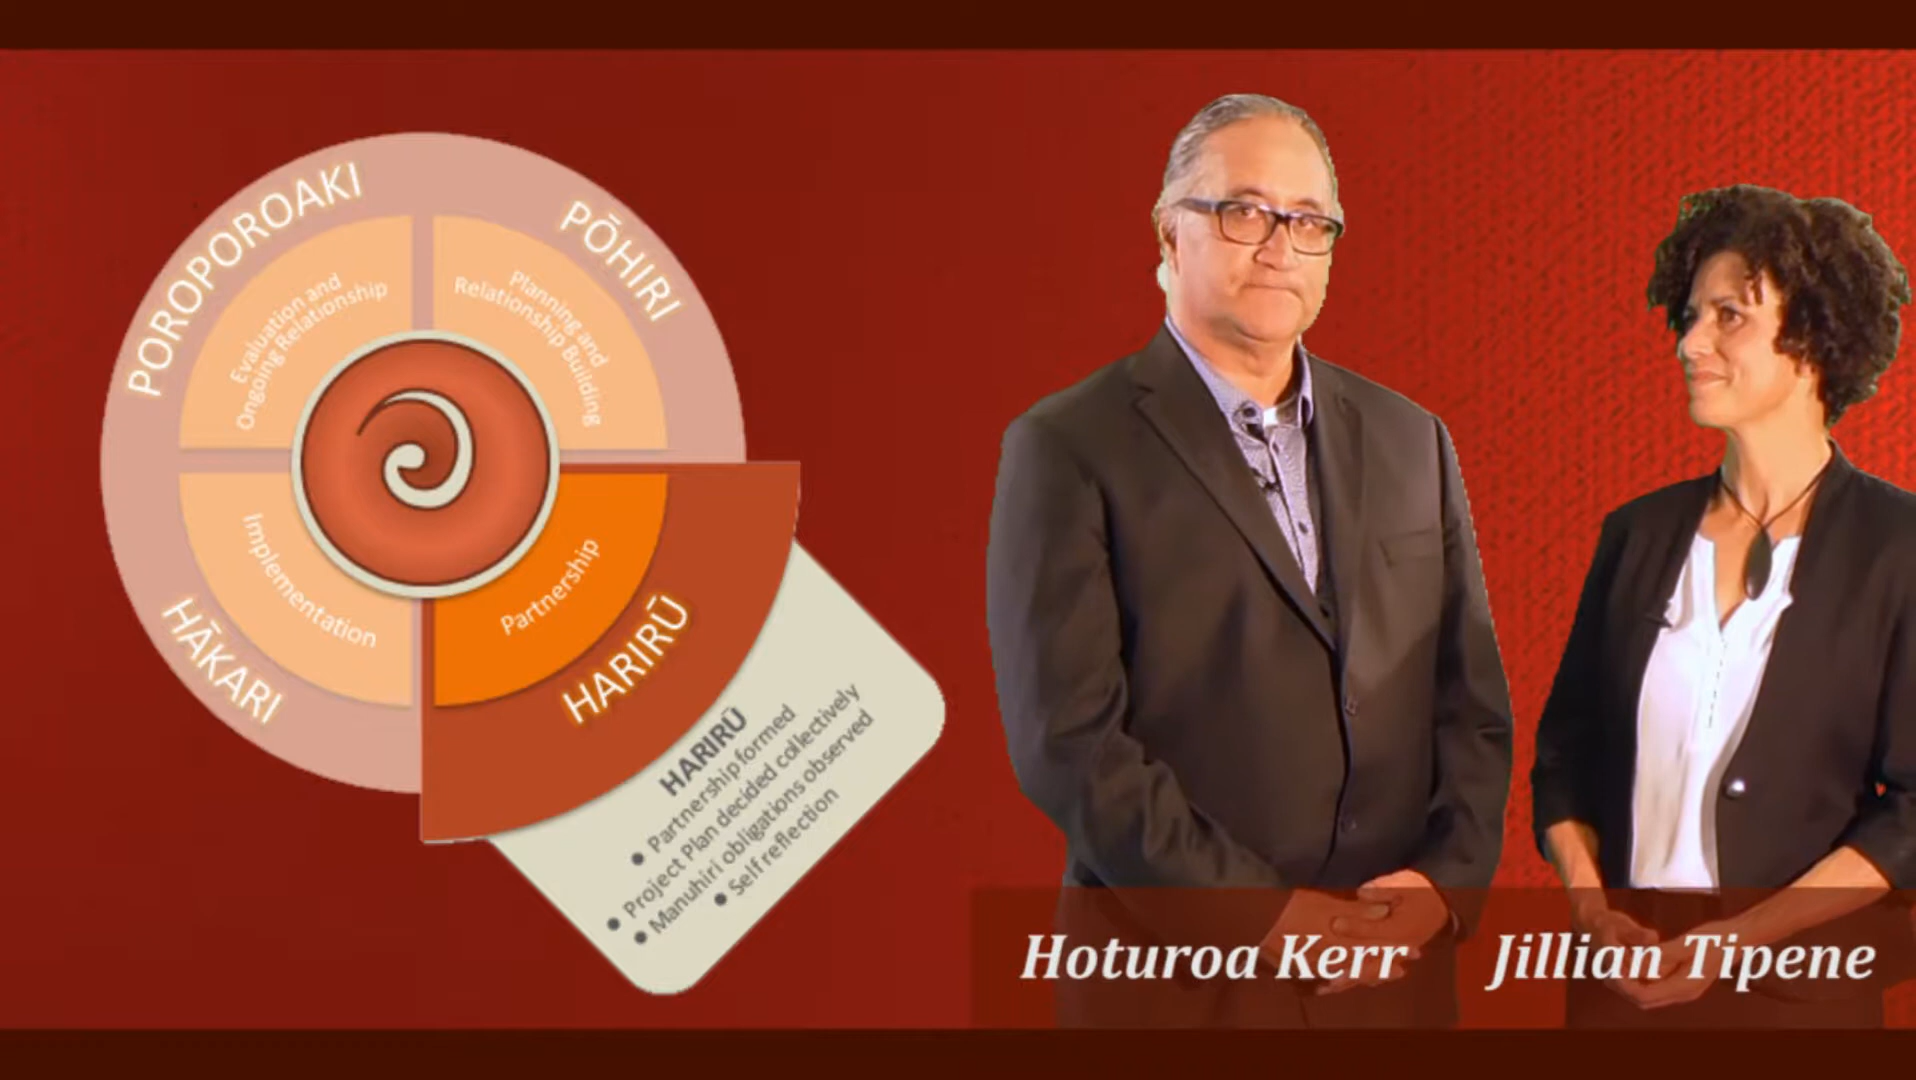 POROPOROAKI
PŌHIRI
Evaluation and
Ongoing Relationship
Planning and
Relationship Building
Implementation
Partnership
HĀKARI
HARIRŪ
HARIRŪ
● Partnership formed
● Project Plan decided collectively
● Manuhiri obligations observed
● Self reflection
Hoturoa Kerr
Jillian Tipene